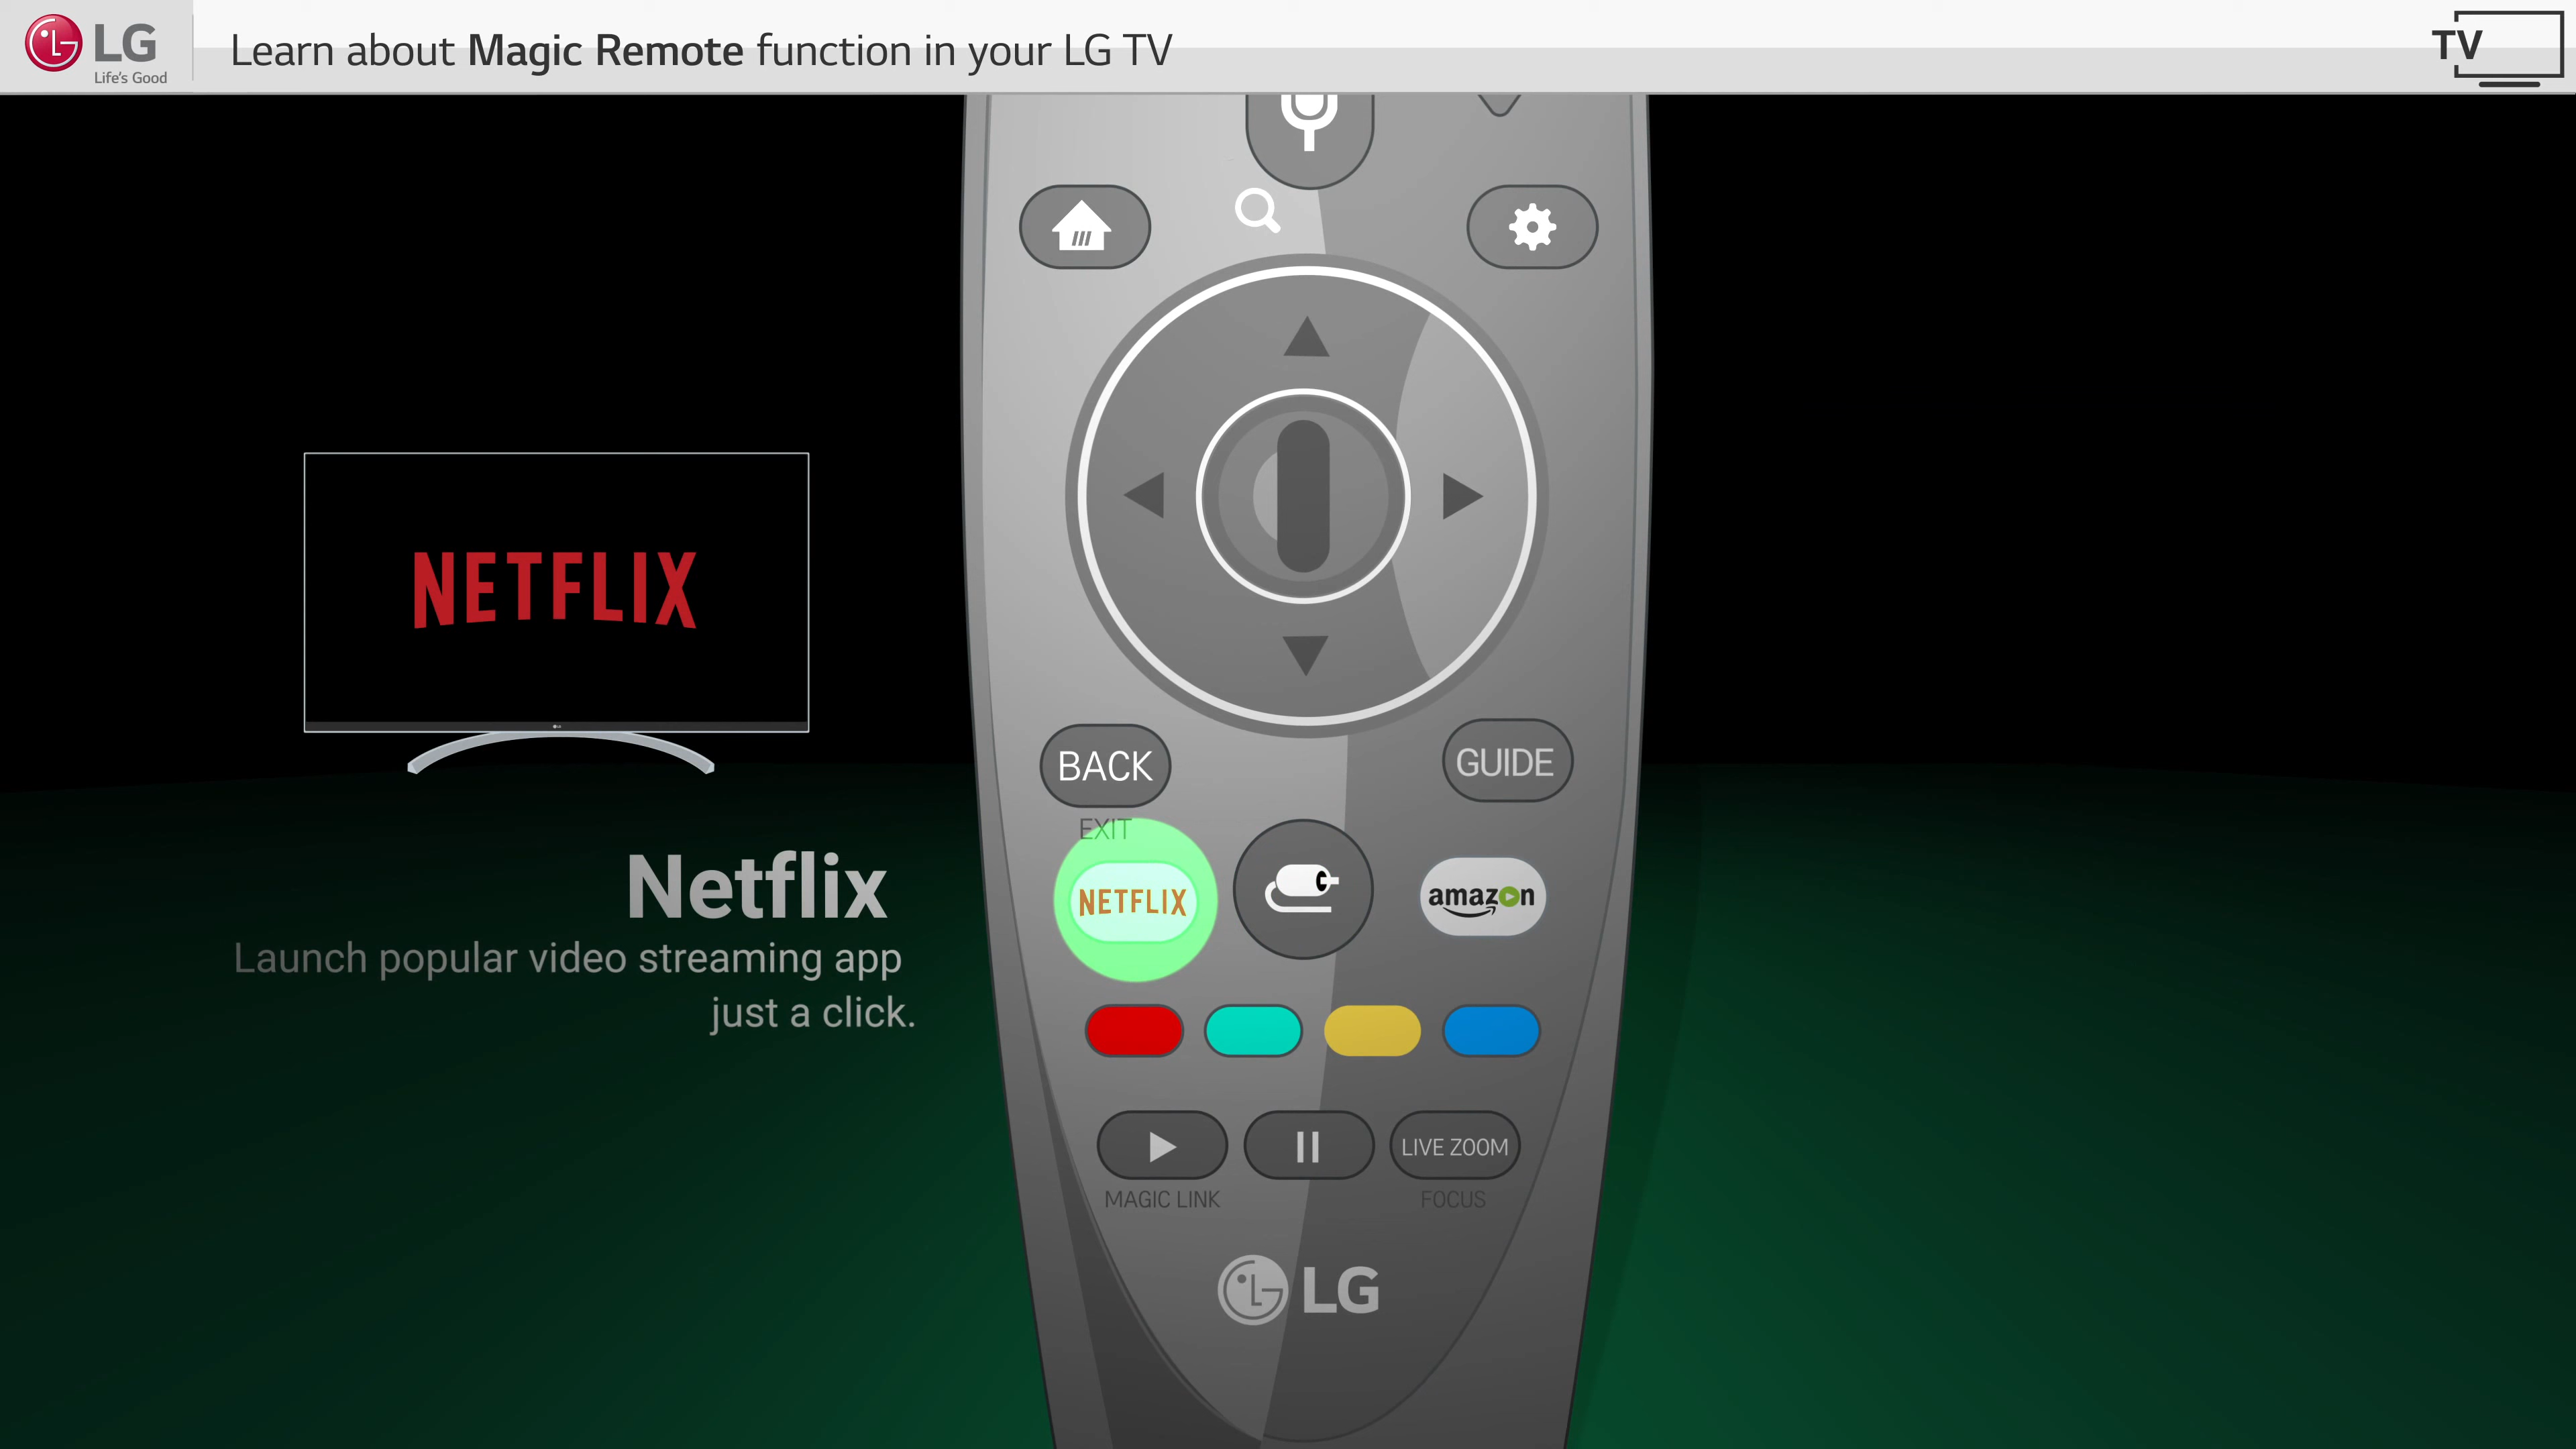 LG
Life's Good
Learn about Magic Remote function in your LG TV
TV
NETFLIX
BACK
GUIDE
EXIT
NETFLIX
amazon
Netflix
Launch popular video streaming app
just a click.
LIVE ZOOM
MAGIC LINK
FOCUS
LG